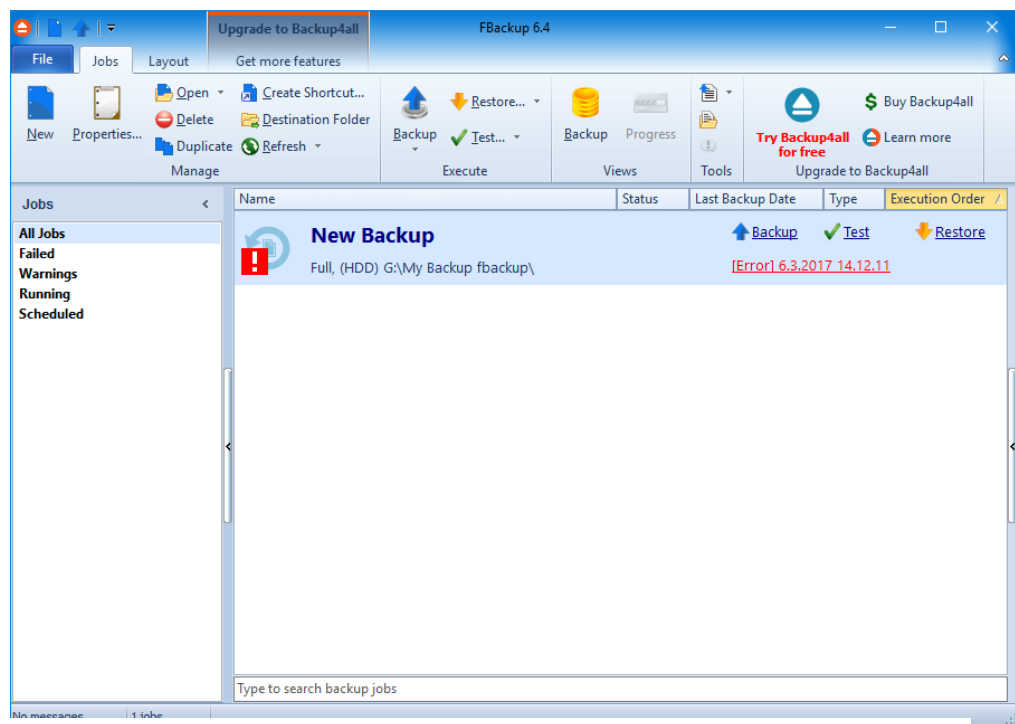 Upgrade to Backup4all
FBackup 6.4
File
Jobs
Layout
Get more features
New
Properties...
Open
Delete
Duplicate
Create Shortcut...
Destination Folder
Refresh
Manage
Backup
Restore...
Test...
Execute
Backup
Progress
Views
Tools
Try Backup4all
for free
Buy Backup4all
Learn more
Upgrade to Backup4all
Jobs
All Jobs
Failed
Warnings
Running
Scheduled
Name
Status
Last Backup Date
Type
Execution Order
New Backup
Backup
Test
Restore
Full, (HDD) G:\My Backup fbackup\
[Error] 6.3.2017 14.12.11
Type to search backup jobs
No messages
1 jobs